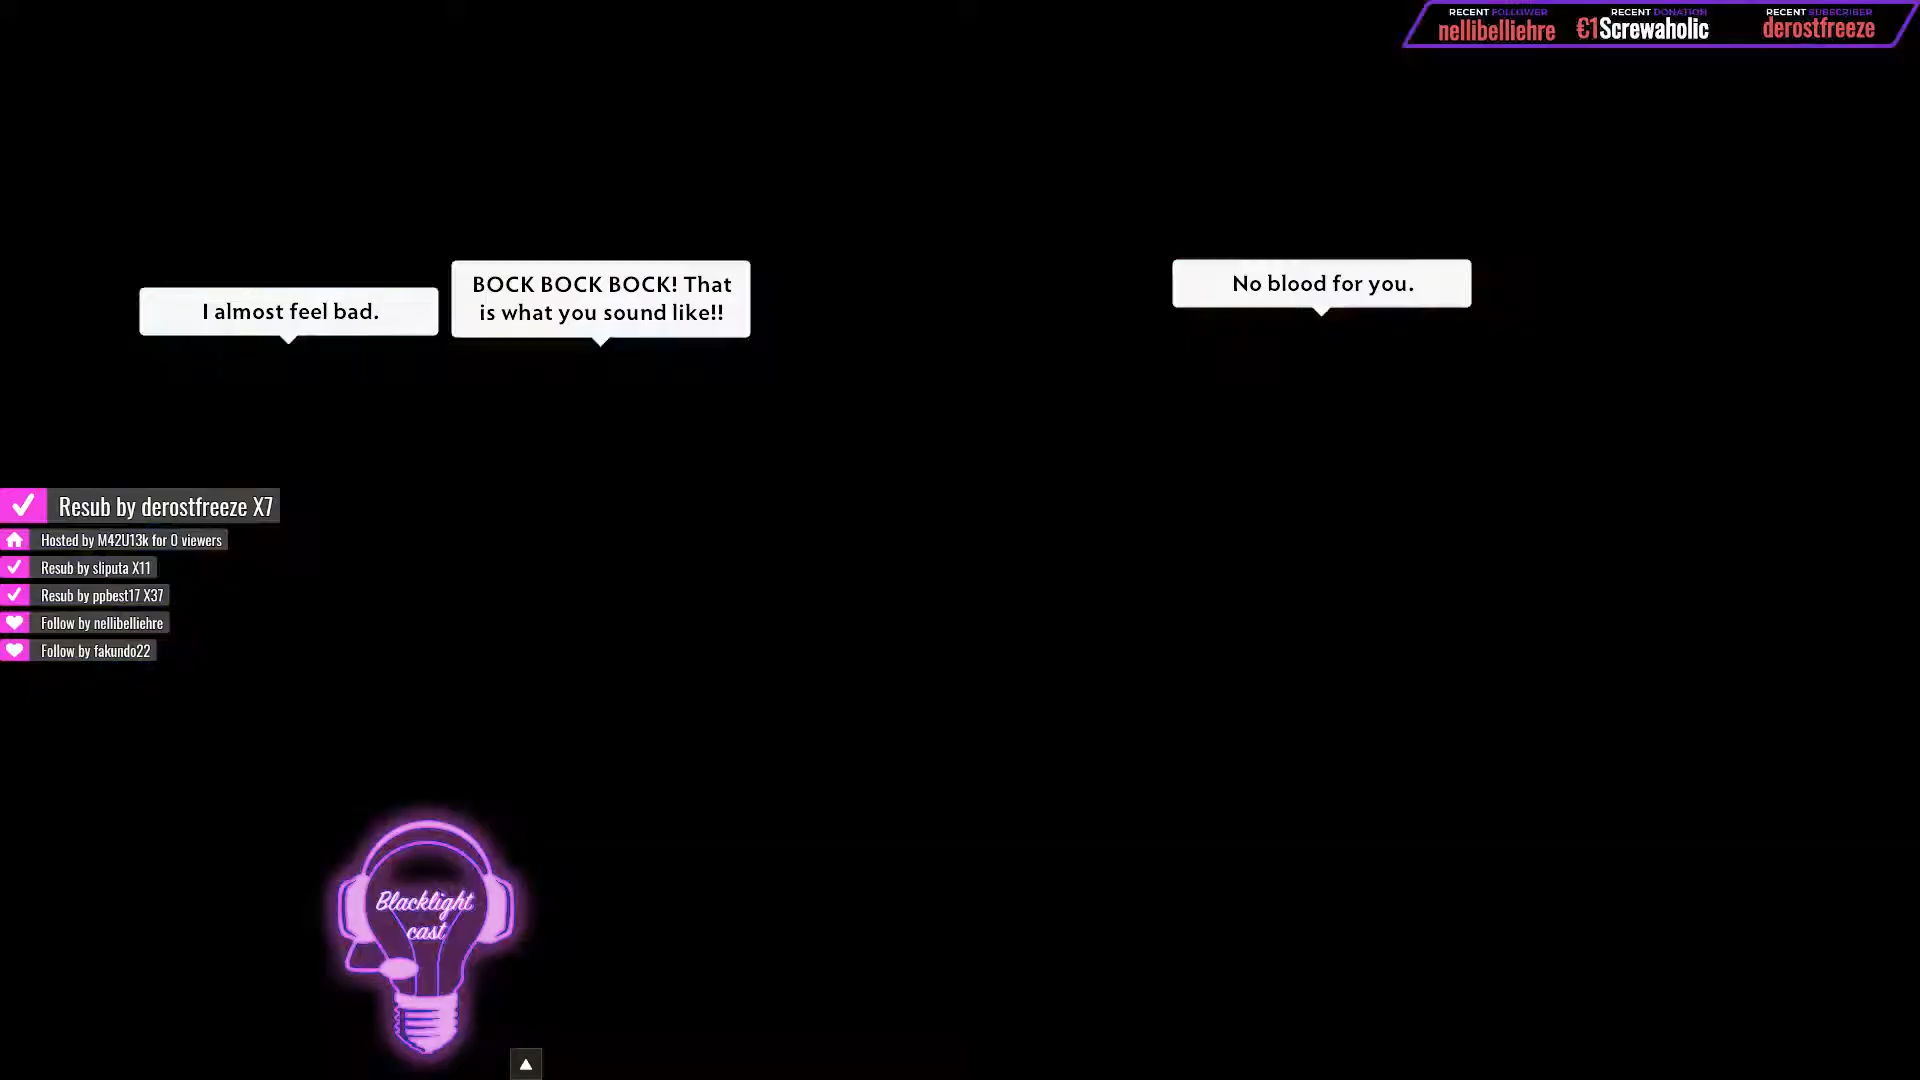 RECENT FOLLOWER
nellibelliehre
RECENT DONATION
€1Screwaholic
RECENT SUBSCRIBER
derostfreeze
I almost feel bad.
BOCK BOCK BOCK! That
is what you sound like!!
No blood for you.
Resub by derostfreeze X7
Hosted by M42U13k for 0 viewers
Resub by sliputa X11
Resub by ppbest17 X37
Follow by nellibelliehre
Follow by fakundo22
Blacklight
cast